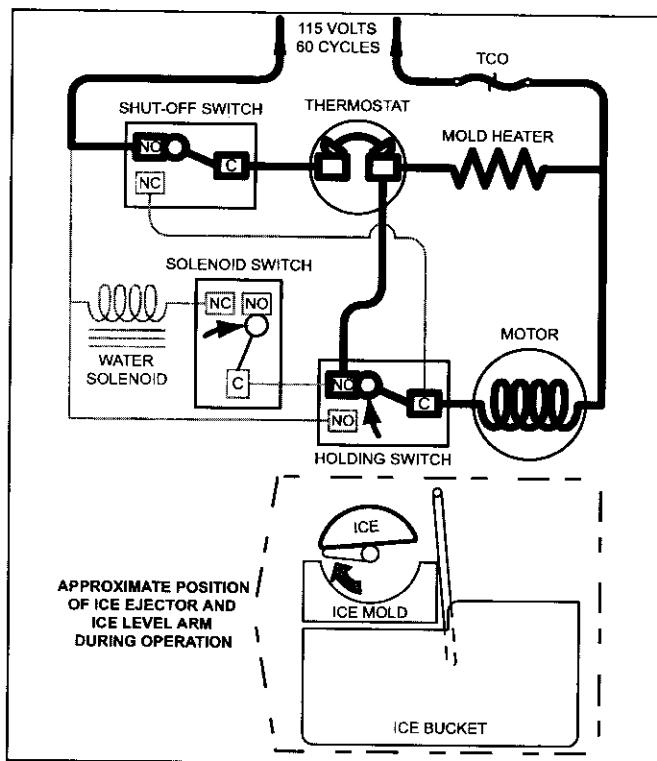 115 VOLTS
60 CYCLES
TCO
SHUT-OFF SWITCH
THERMOSTAT
MOLD HEATER
NO
C
NC
SOLENOID SWITCH
NC
NO
C
WATER
SOLENOID
MOTOR
NC
C
NO
HOLDING SWITCH
ICE
ICE MOLD
APPROXIMATE POSITION
OF ICE EJECTOR AND
ICE LEVEL ARM
DURING OPERATION
ICE BUCKET